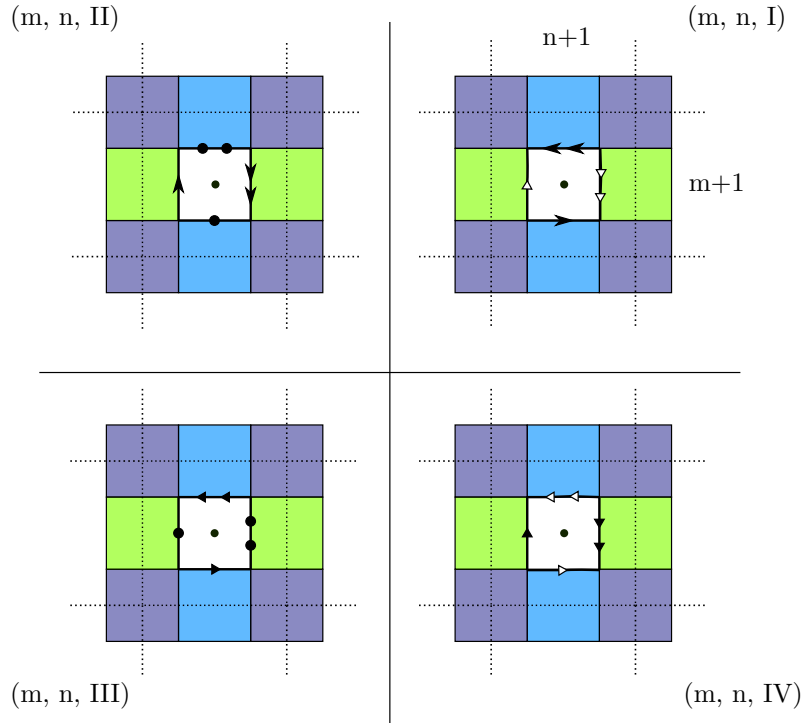 (m, n, II)
(m, n, I)
n+1
m+1
(m, n, III)
(m, n, IV)